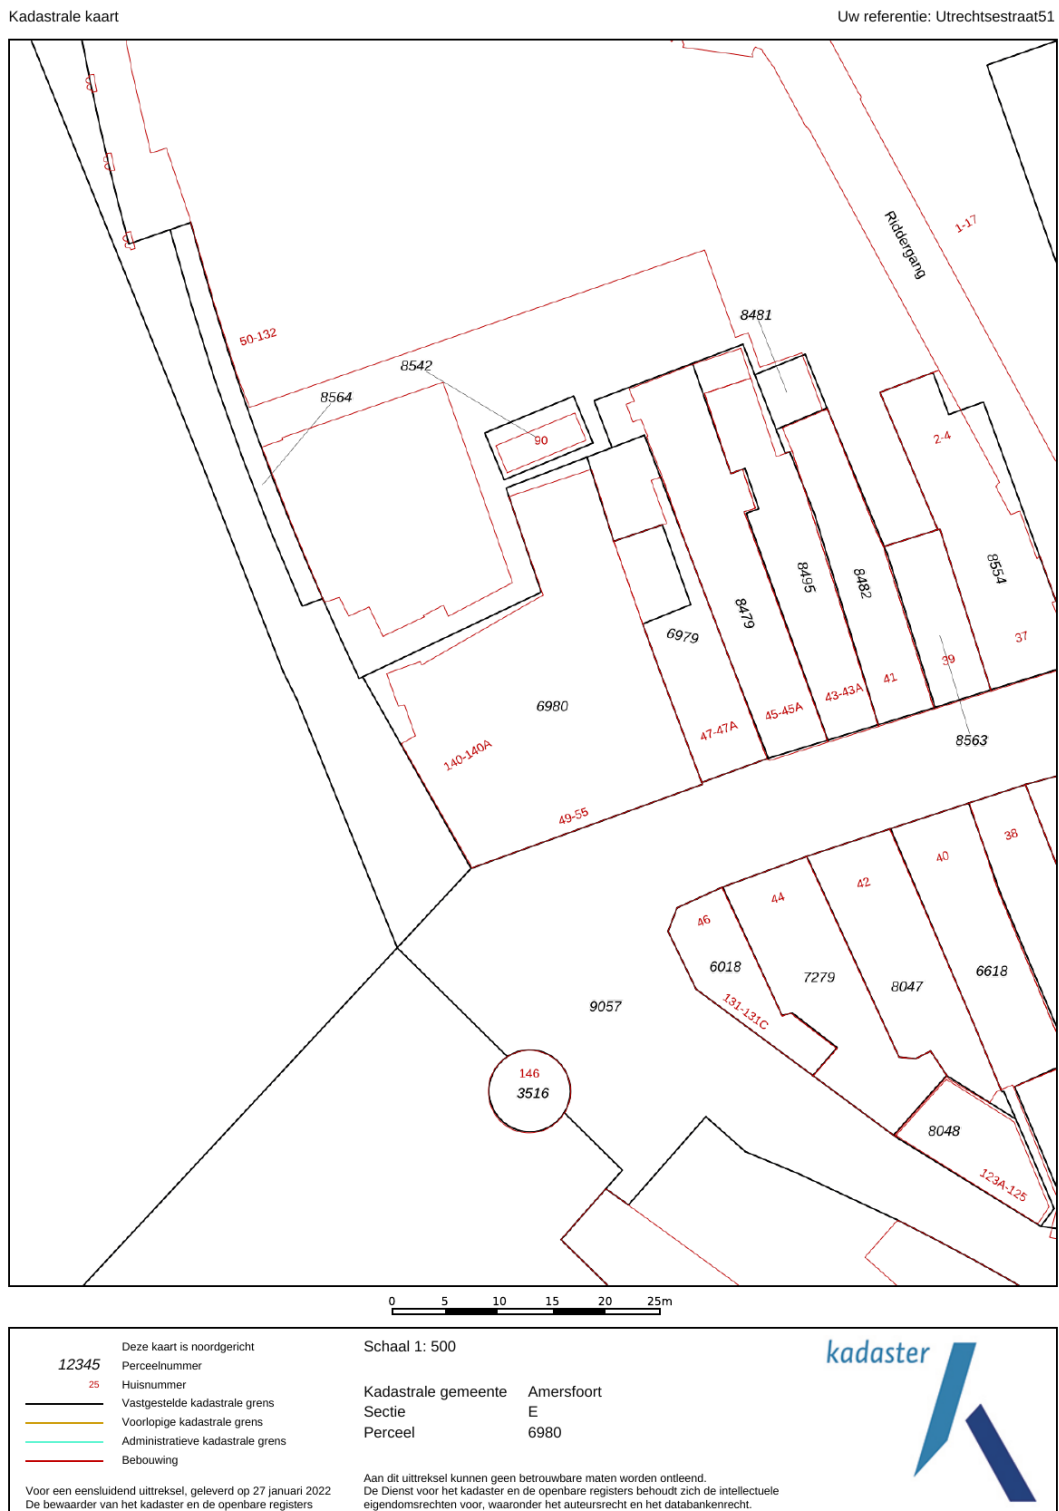 Kadastrale kaart
Uw referentie: Utrechtsestraat51
Riddergang
1-17
8481
50-132
8542
8564
90
2-4
8495
8482
8554
8479
6979
37
39
41
43-43A
45-45A
47-47A
6980
140-140A
8563
49-55
38
40
42
44
46
6018
7279
8047
6618
131-131C
9057
146
3516
8048
123A-125
0 5 10 15 20 25m
Deze kaart is noordgericht
12345 Perceelnummer
25 Huisnummer
Vastgestelde kadastrale grens
Voorlopige kadastrale grens
Administratieve kadastrale grens
Bebouwing
Voor een eensluidend uittreksel, geleverd op 27 januari 2022
De bewaarder van het kadaster en de openbare registers
Schaal 1: 500
Kadastrale gemeente Amersfoort
Sectie E
Perceel 6980
Aan dit uittreksel kunnen geen betrouwbare maten worden ontleend.
De Dienst voor het kadaster en de openbare registers behoudt zich de intellectuele
eigendomsrechten voor, waaronder het auteursrecht en het databankenrecht.
kadaster